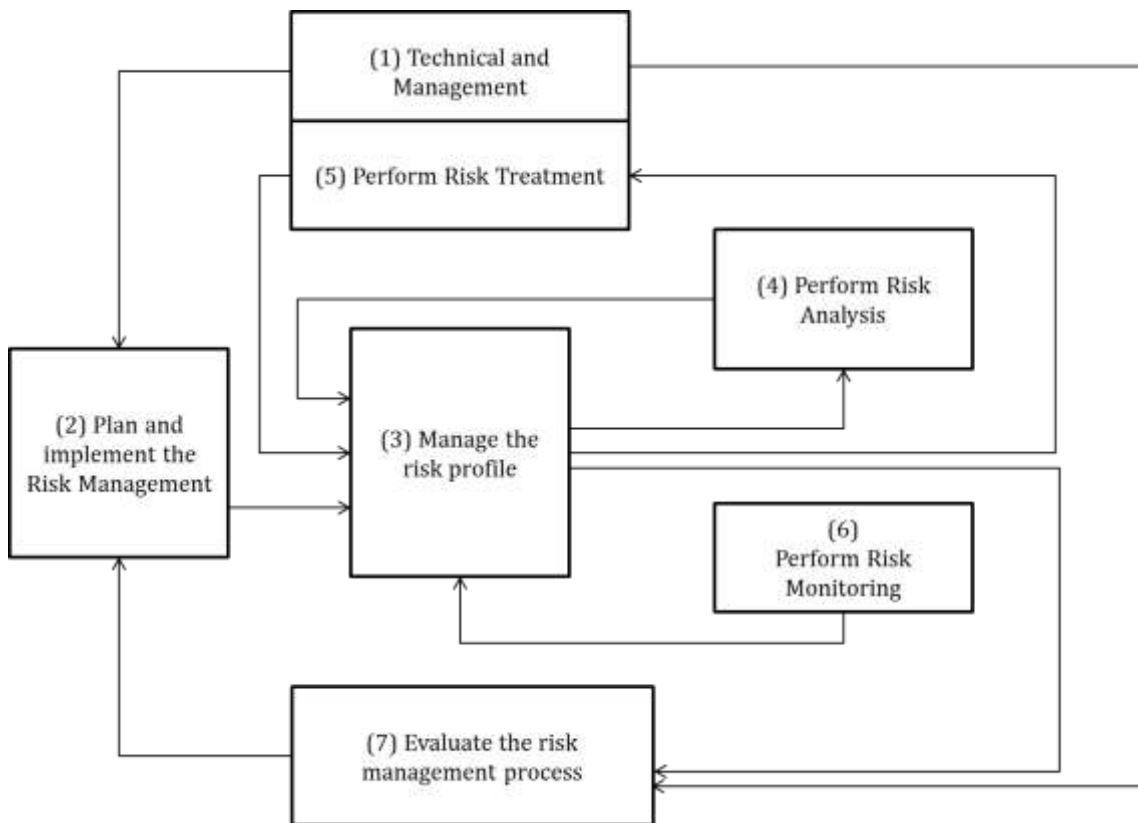 (1) Technical and
Management
(5) Perform Risk Treatment
(4) Perform Risk
Analysis
(2) Plan and
implement the
Risk Management
(3) Manage the
risk profile
(6)
Perform Risk
Monitoring
(7) Evaluate the risk
management process